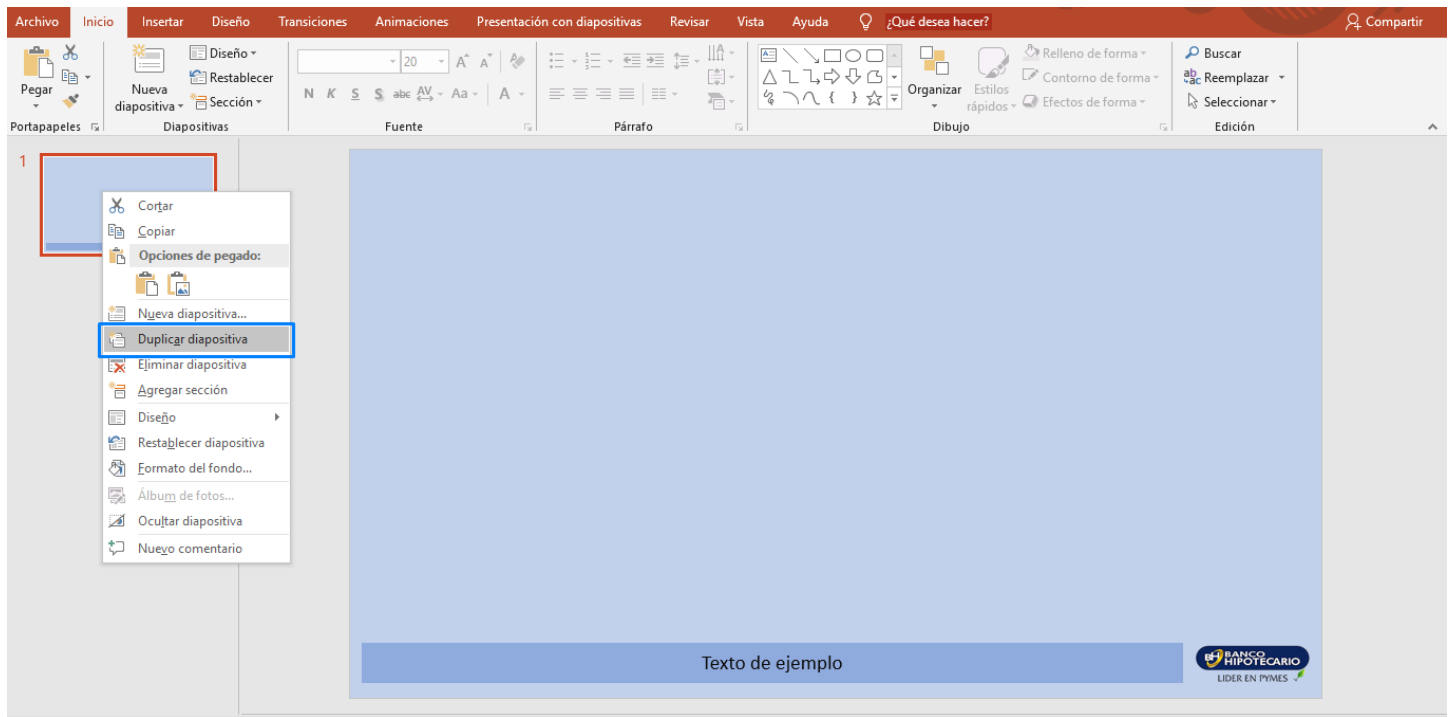 Archivo Inicio Insertar Diseño Transiciones Animaciones Presentación con diapositivas Revisar Vista Ayuda ¿Qué desea hacer? Compartir
Pegar
Nueva
diapositiva
Diseño
Restablecer
Sección
20
N K S S abc AV Aa A
Organizar
Estilos
rápidos
Relleno de forma
Contorno de forma
Efectos de forma
Buscar
Reemplazar
Seleccionar
Portapapeles Diapositivas Fuente Párrafo Dibujo Edición
1
Cortar
Copiar
Opciones de pegado:
Nueva diapositiva...
Duplicar diapositiva
Eliminar diapositiva
Agregar sección
Diseño
Restablecer diapositiva
Formato del fondo...
Álbum de fotos...
Ocultar diapositiva
Nuevo comentario
Texto de ejemplo
BH BANCO
HIPOTECARIO
LIDER EN PYMES